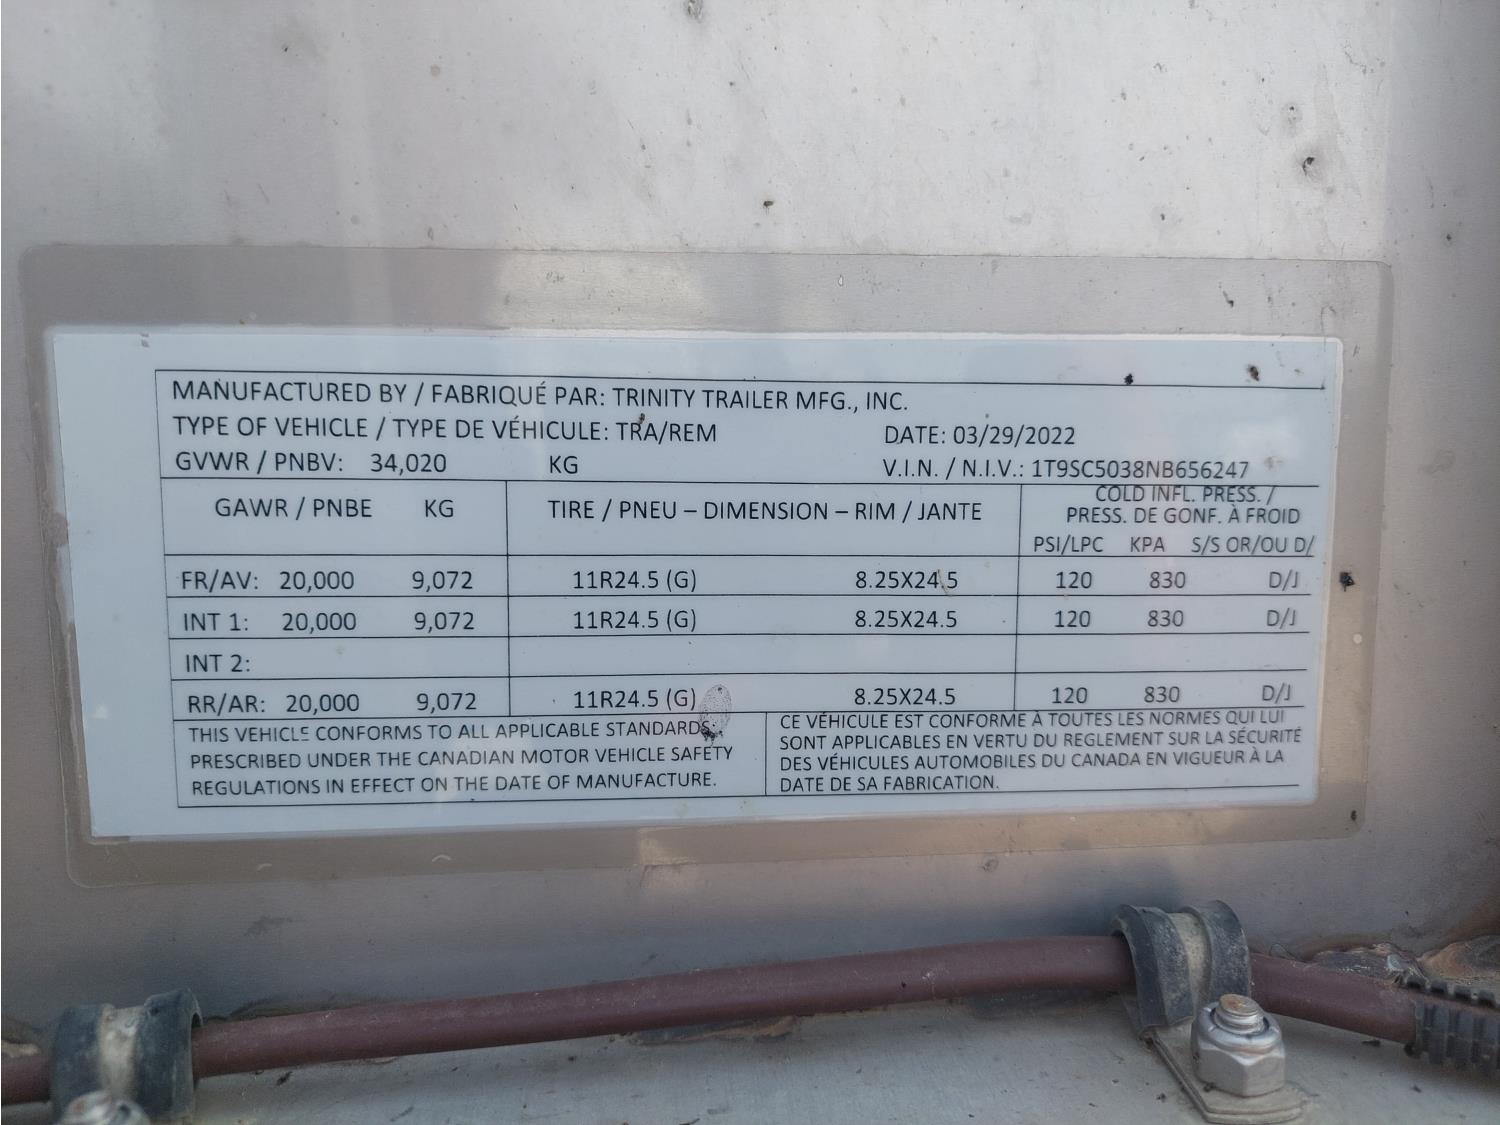 MANUFACTURED BY / FABRIQUÉ PAR: TRINITY TRAILER MFG., INC.
TYPE OF VEHICLE / TYPE DE VÉHICULE: TRA/REM DATE: 03/29/2022
GVWR / PNBV: 34,020 KG V.I.N. / N.I.V.: 1T9SC5038NB656247
GAWR / PNBE KG TIRE / PNEU – DIMENSION – RIM / JANTE COLD INFL. PRESS. /
PRESS. DE GONF. À FROID
PSI/LPC KPA S/S OR/OU D/
FR/AV: 20,000 9,072 11R24.5 (G) 8.25X24.5 120 830 D/J
INT 1: 20,000 9,072 11R24.5 (G) 8.25X24.5 120 830 D/J
INT 2:
RR/AR: 20,000 9,072 11R24.5 (G) 8.25X24.5 120 830 D/J
THIS VEHICLE CONFORMS TO ALL APPLICABLE STANDARDS
PRESCRIBED UNDER THE CANADIAN MOTOR VEHICLE SAFETY
REGULATIONS IN EFFECT ON THE DATE OF MANUFACTURE.
CE VÉHICULE EST CONFORME À TOUTES LES NORMES QUI LUI
SONT APPLICABLES EN VERTU DU REGLEMENT SUR LA SÉCURITÉ
DES VÉHICULES AUTOMOBILES DU CANADA EN VIGUEUR À LA
DATE DE SA FABRICATION.